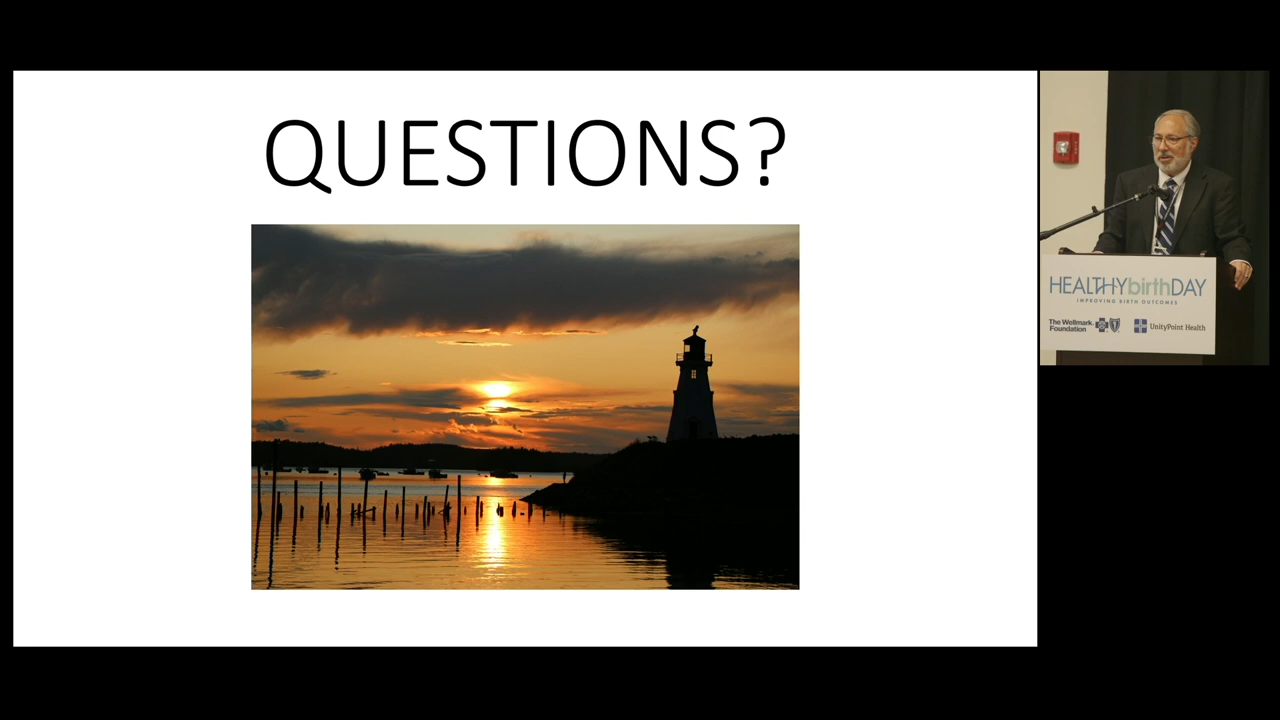 QUESTIONS?
HEALTHYbirthDAY
IMPROVING BIRTH OUTCOMES
The Wellmark
Foundation
UnityPoint Health